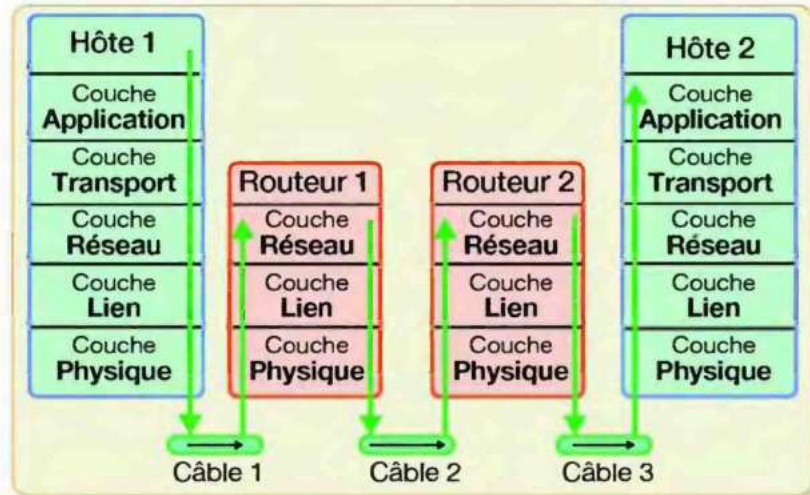 Hôte 1
Couche
Application
Couche
Transport
Couche
Réseau
Couche
Lien
Couche
Physique
Routeur 1
Couche
Réseau
Couche
Lien
Couche
Physique
Routeur 2
Couche
Réseau
Couche
Lien
Couche
Physique
Hôte 2
Couche
Application
Couche
Transport
Couche
Réseau
Couche
Lien
Couche
Physique
Câble 1
Câble 2
Câble 3